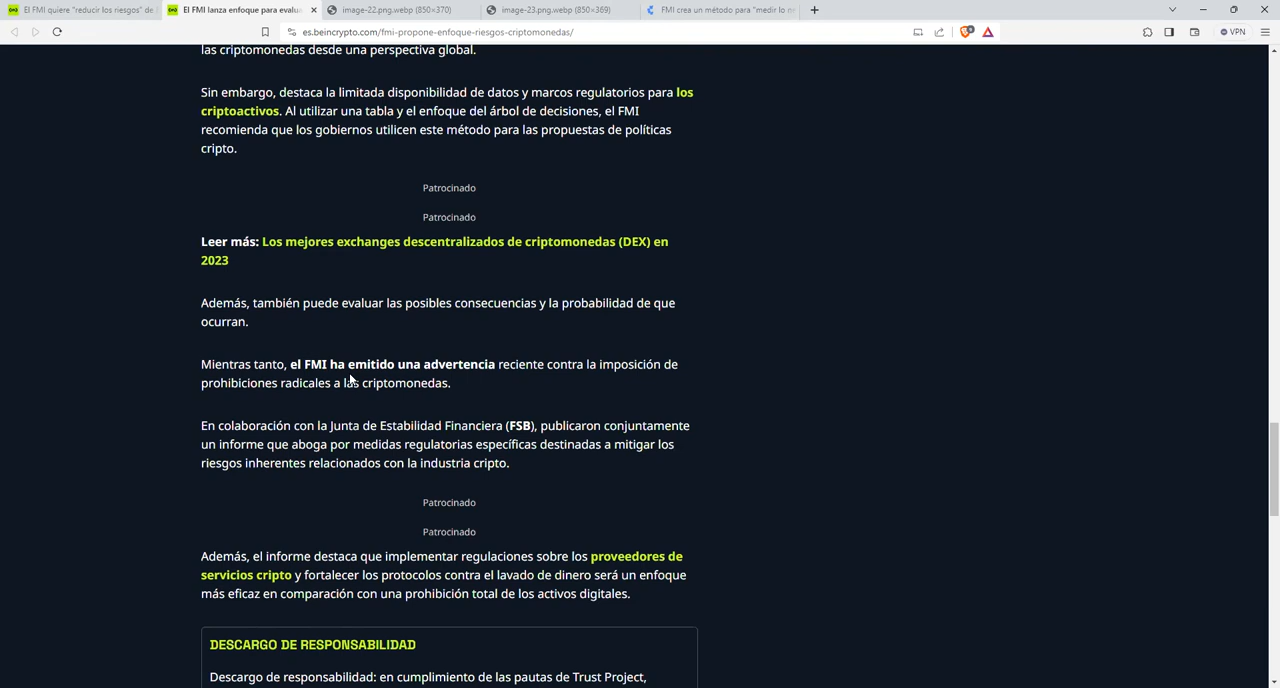 El FMI quiere "reducir los riesgos" de
El FMI lanza enfoque para evalua
image-22.png.webp (850×370)
image-23.png.webp (850×369)
FMI crea un método para "medir lo
es.beincrypto.com/fmi-propone-enfoque-riesgos-criptomonedas/
VPN
las criptomonedas desde una perspectiva global.
Sin embargo, destaca la limitada disponibilidad de datos y marcos regulatorios para los
criptoactivos. Al utilizar una tabla y el enfoque del árbol de decisiones, el FMI
recomienda que los gobiernos utilicen este método para las propuestas de políticas
cripto.
Patrocinado
Patrocinado
Leer más: Los mejores exchanges descentralizados de criptomonedas (DEX) en
2023
Además, también puede evaluar las posibles consecuencias y la probabilidad de que
ocurran.
Mientras tanto, el FMI ha emitido una advertencia reciente contra la imposición de
prohibiciones radicales a las criptomonedas.
En colaboración con la Junta de Estabilidad Financiera (FSB), publicaron conjuntamente
un informe que aboga por medidas regulatorias específicas destinadas a mitigar los
riesgos inherentes relacionados con la industria cripto.
Patrocinado
Patrocinado
Además, el informe destaca que implementar regulaciones sobre los proveedores de
servicios cripto y fortalecer los protocolos contra el lavado de dinero será un enfoque
más eficaz en comparación con una prohibición total de los activos digitales.
DESCARGO DE RESPONSABILIDAD
Descargo de responsabilidad: en cumplimiento de las pautas de Trust Project,